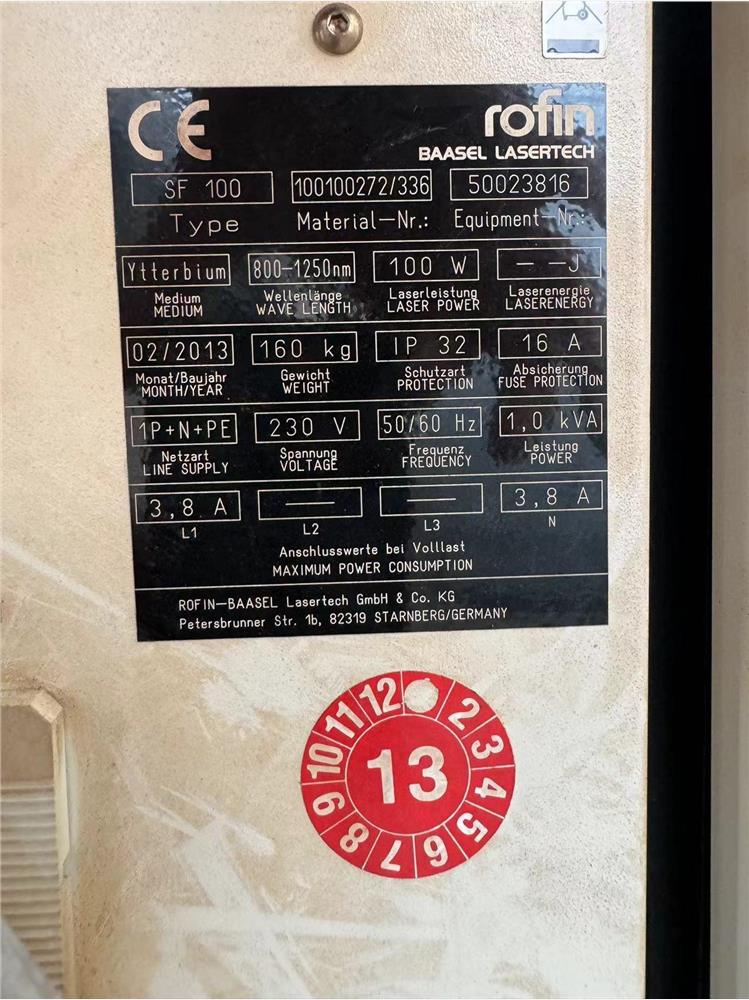 CE
rofin
BAASEL LASERTECH
SF 100 100100272/336 50023816
Type Material-Nr.: Equipment-Nr.:
Ytterbium 800-1250nm 100 W — —J
Medium Wellenlänge Laserleistung Laserenergie
MEDIUM WAVE LENGTH LASER POWER LASERENERGY
02/2013 160 kg IP 32 16 A
Monat/Baujahr Gewicht Schutzart Absicherung
MONTH/YEAR WEIGHT PROTECTION FUSE PROTECTION
1P+N+PE 230 V 50/60 Hz 1,0 kVA
Netzart Spannung Frequenz Leistung
LINE SUPPLY VOLTAGE FREQUENCY POWER
3,8 A — — 3,8 A
L1 L2 L3 N
Anschlusswerte bei Volllast
MAXIMUM POWER CONSUMPTION
ROFIN-BAASEL Lasertech GmbH & Co. KG
Petersbrunner Str. 1b, 82319 STARNBERG/GERMANY
12 2 3 4 5 6 7 8 9 10 11
13